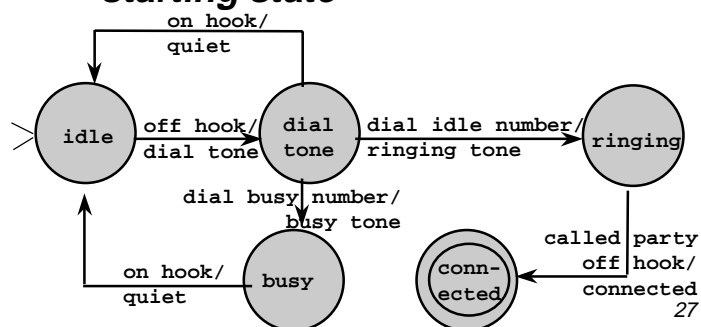 starting state
on hook/
quiet
idle
off hook/
dial tone
dial
tone
dial idle number/
ringing tone
ringing
dial busy number/
busy tone
called party
off hook/
connected
on hook/
quiet
busy
conn-
ected
27